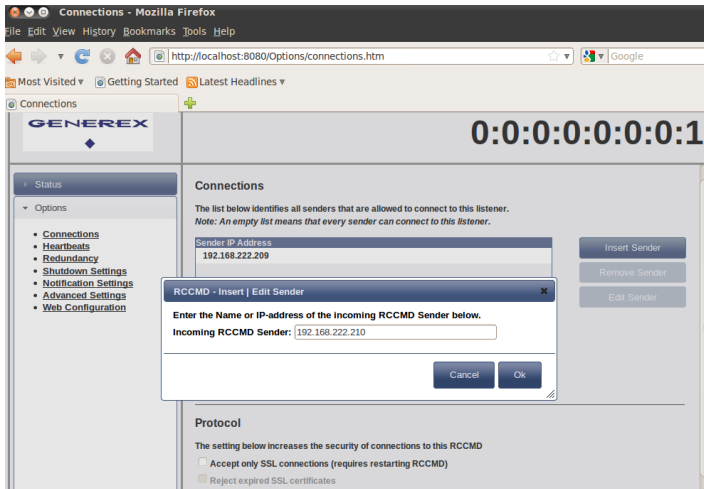 Connections - Mozilla Firefox
File Edit View History Bookmarks Tools Help
http://localhost:8080/Options/connections.htm
Google
Most Visited
Getting Started
Latest Headlines
Connections
GENEREX
0:0:0:0:0:0:0:1
Status
Options
Connections
Heartbeats
Redundancy
Shutdown Settings
Notification Settings
Advanced Settings
Web Configuration
Connections
The list below identifies all senders that are allowed to connect to this listener.
Note: An empty list means that every sender can connect to this listener.
Sender IP Address
192.168.222.209
Insert Sender
Remove Sender
Edit Sender
RCCMD - Insert | Edit Sender
Enter the Name or IP-address of the incoming RCCMD Sender below.
Incoming RCCMD Sender: 192.168.222.210
Cancel
Ok
Protocol
The setting below increases the security of connections to this RCCMD
Accept only SSL connections (requires restarting RCCMD)
Reject expired SSL certificates